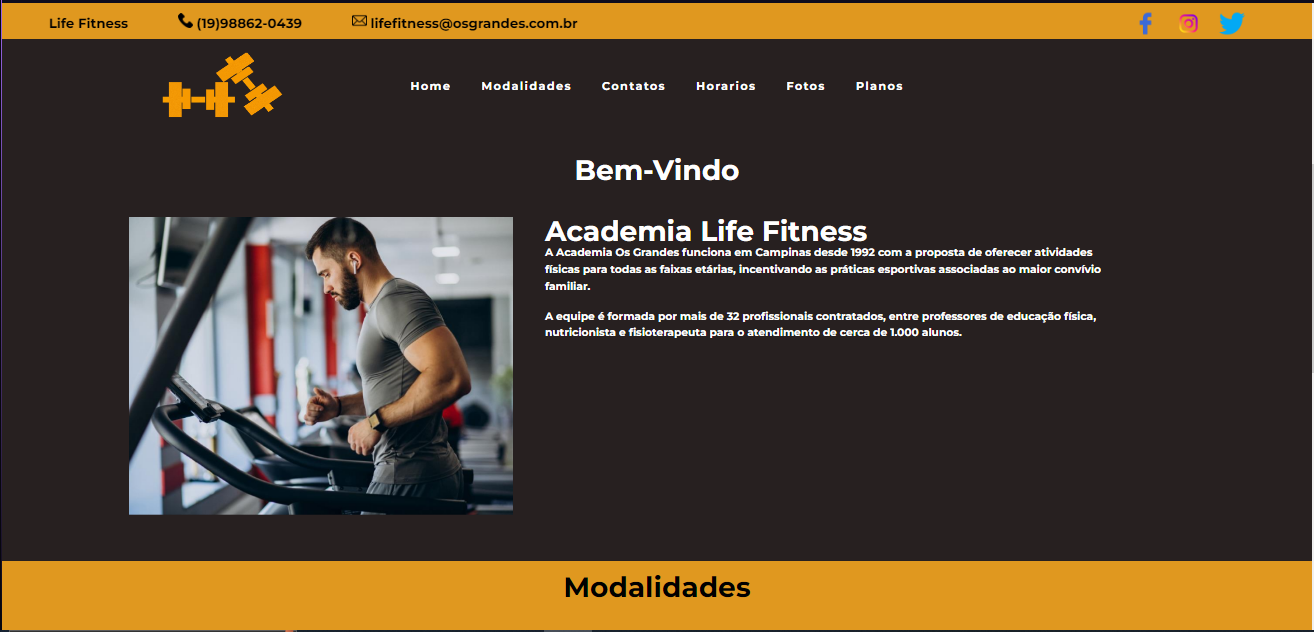 Life Fitness
(19)98862-0439
lifefitness@osgrandes.com.br
Home
Modalidades
Contatos
Horarios
Fotos
Planos
Bem-Vindo
Academia Life Fitness
A Academia Os Grandes funciona em Campinas desde 1992 com a proposta de oferecer atividades
físicas para todas as faixas etárias, incentivando as práticas esportivas associadas ao maior convívio
familiar.
A equipe é formada por mais de 32 profissionais contratados, entre professores de educação física,
nutricionista e fisioterapeuta para o atendimento de cerca de 1.000 alunos.
Modalidades